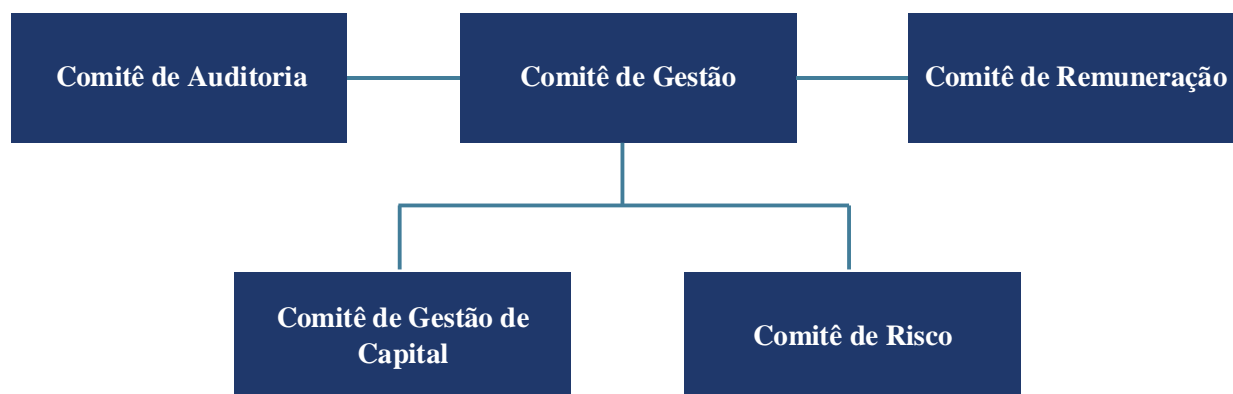 Comitê de Auditoria
Comitê de Gestão
Comitê de Remuneração
Comitê de Gestão de
Capital
Comitê de Risco